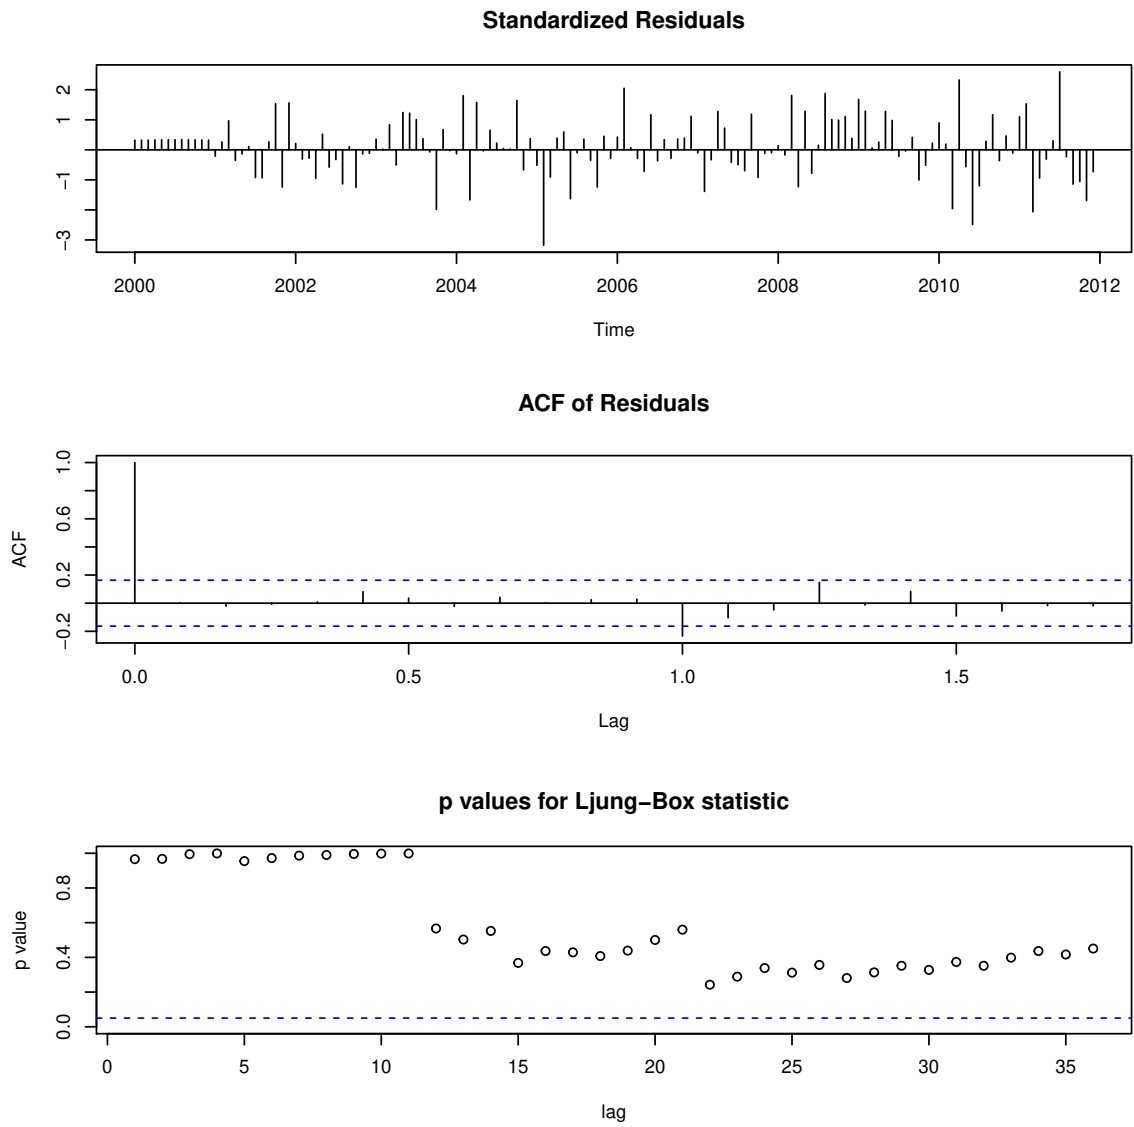 Standardized Residuals
2
1
−1
−3
2000 2002 2004 2006 2008 2010 2012
Time
ACF of Residuals
ACF
1.0
0.6
0.2
−0.2
0.0 0.5 1.0 1.5
Lag
p values for Ljung−Box statistic
p value
0.8
0.4
0.0
0 5 10 15 20 25 30 35
lag